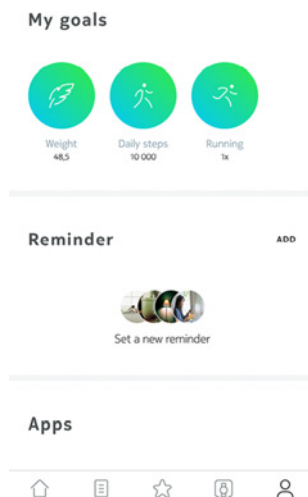 My goals
Weight Daily steps Running
48,5 10 000 1x
Reminder ADD
Set a new reminder
Apps